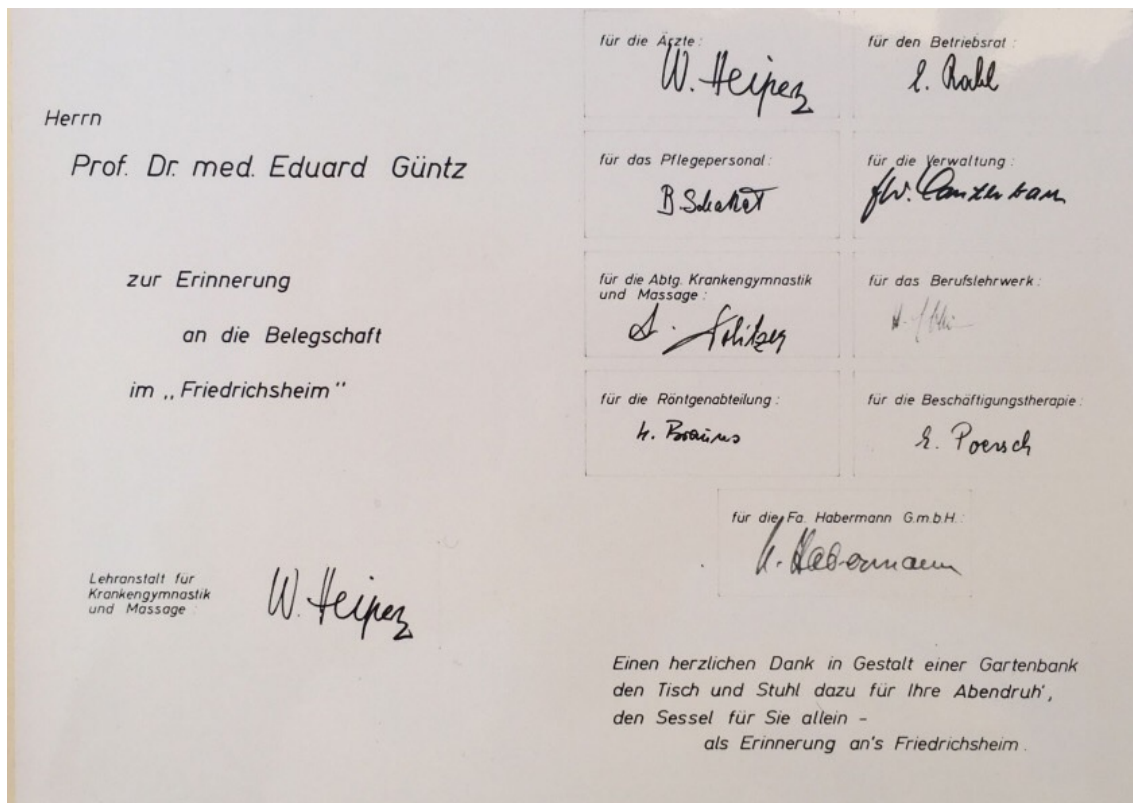 Herrn
Prof. Dr. med. Eduard Güntz
zur Erinnerung
an die Belegschaft
im „Friedrichsheim"
Lehranstalt für
Krankengymnastik
und Massage :
W. Heipez
für die Ärzte :
W. Heipez
für den Betriebsrat :
für das Pflegepersonal :
B.
für die Verwaltung :
für die Abtg. Krankengymnastik
und Massage :
für das Berufslehrwerk :
für die Röntgenabteilung :
Brauns
für die Beschäftigungstherapie :
E. Poersch
für die Fa. Habermann G.m.b.H. :
Habermann
Einen herzlichen Dank in Gestalt einer Gartenbank
den Tisch und Stuhl dazu für Ihre Abendruh',
den Sessel für Sie allein -
als Erinnerung an's Friedrichsheim .